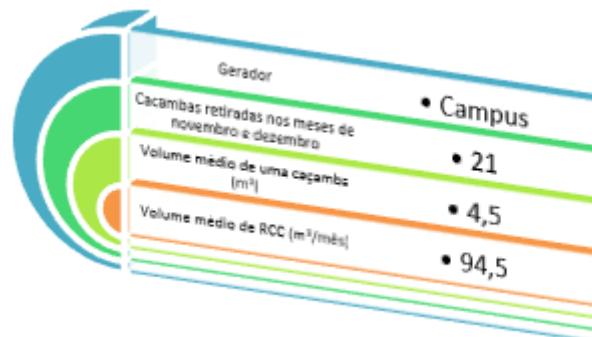 Gerador
• Campus
Cacambas retiradas nos meses de
novembro e dezembro
• 21
Volume médio de uma caçamba
(m³)
• 4,5
Volume médio de RCC (m³/mês)
• 94,5